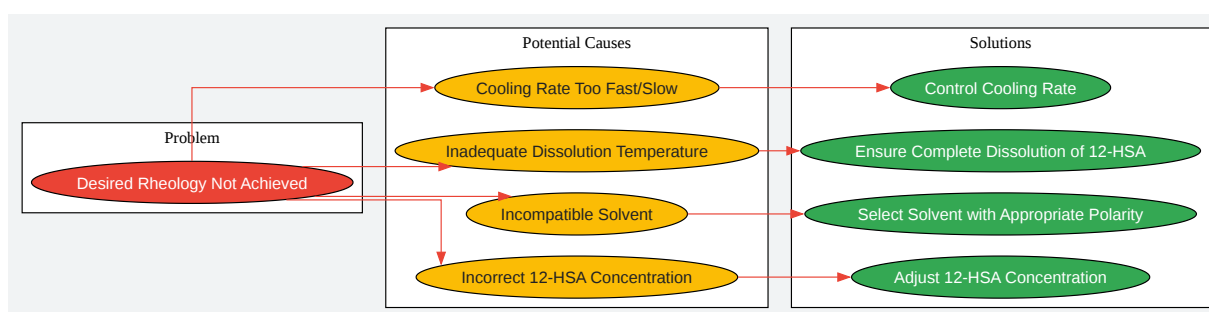 Problem
Desired Rheology Not Achieved
Potential Causes
Cooling Rate Too Fast/Slow
Inadequate Dissolution Temperature
Incompatible Solvent
Incorrect 12-HSA Concentration
Solutions
Control Cooling Rate
Ensure Complete Dissolution of 12-HSA
Select Solvent with Appropriate Polarity
Adjust 12-HSA Concentration